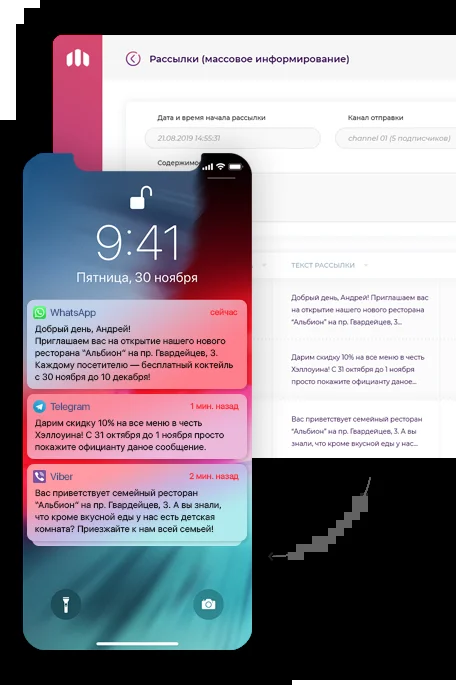 Рассылки (массовое информирование)
Дата и время начала рассылки
Канал отправки
21.08.2019 14:55:31
channel 01 (5 подписчиков)
ТЕКСТ РАССЫЛКИ
Добрый день, Андрей! Приглашаем вас
на открытие нашего нового ресторана
"Альбион" на пр. Гвардейцев, 3...
Дарим скидку 10% на все меню в честь
Хэллоуина! С 31 октября по 1 ноября
просто покажите официанту даное...
Вас приветствует семейный ресторан
"Альбион" на пр. Гвардейцев, 3. А вы
знали, что кроме вкусной еды у нас...
9:41
Пятница, 30 ноября
WhatsApp
сейчас
Добрый день, Андрей!
Приглашаем вас на открытие нашего нового
ресторана "Альбион" на пр. Гвардейцев, 3.
Каждому посетителю — бесплатный коктейль
с 30 ноября до 10 декабря!
Telegram
1 мин. назад
Дарим скидку 10% на все меню в честь
Хэллоуина! С 31 октября до 1 ноября просто
покажите официанту даное сообщение.
Viber
2 мин. назад
Вас приветствует семейный ресторан
"Альбион" на пр. Гвардейцев, 3. А вы знали,
что кроме вкусной еды у нас есть детская
комната? Приезжайте к нам всей семьей!